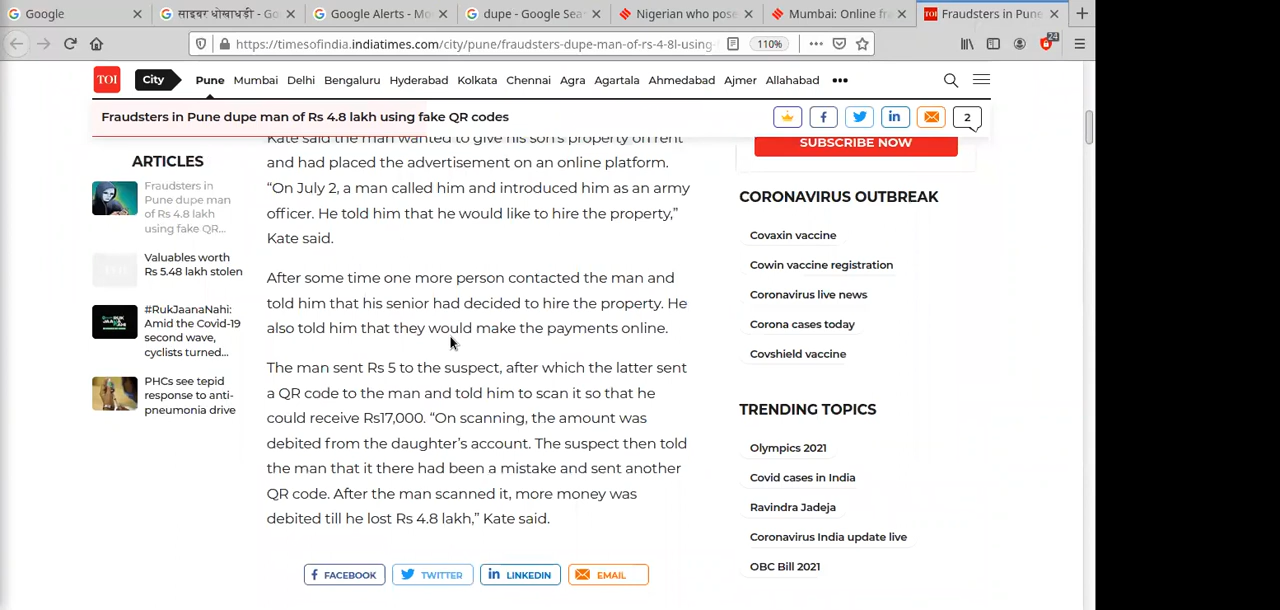 Google
साइबर धोखाधड़ी - Go
Google Alerts - Mo
dupe - Google Sea
Nigerian who pose
Mumbai: Online fra
Fraudsters in Pune
https://timesofindia.indiatimes.com/city/pune/fraudsters-dupe-man-of-rs-4-8l-using-
110%
24
TOI
City
Pune
Mumbai
Delhi
Bengaluru
Hyderabad
Kolkata
Chennai
Agra
Agartala
Ahmedabad
Ajmer
Allahabad
Fraudsters in Pune dupe man of Rs 4.8 lakh using fake QR codes
2
ARTICLES
Fraudsters in
Pune dupe man
of Rs 4.8 lakh
using fake QR...
Valuables worth
Rs 5.48 lakh stolen
#RukJaanaNahi:
Amid the Covid-19
second wave,
cyclists turned...
PHCs see tepid
response to anti-
pneumonia drive
Kate said the man wanted to give his son's property on rent
and had placed the advertisement on an online platform.
“On July 2, a man called him and introduced him as an army
officer. He told him that he would like to hire the property,”
Kate said.
After some time one more person contacted the man and
told him that his senior had decided to hire the property. He
also told him that they would make the payments online.
The man sent Rs 5 to the suspect, after which the latter sent
a QR code to the man and told him to scan it so that he
could receive Rs17,000. “On scanning, the amount was
debited from the daughter’s account. The suspect then told
the man that it there had been a mistake and sent another
QR code. After the man scanned it, more money was
debited till he lost Rs 4.8 lakh,” Kate said.
FACEBOOK
TWITTER
LINKEDIN
EMAIL
SUBSCRIBE NOW
CORONAVIRUS OUTBREAK
Covaxin vaccine
Cowin vaccine registration
Coronavirus live news
Corona cases today
Covshield vaccine
TRENDING TOPICS
Olympics 2021
Covid cases in India
Ravindra Jadeja
Coronavirus India update live
OBC Bill 2021